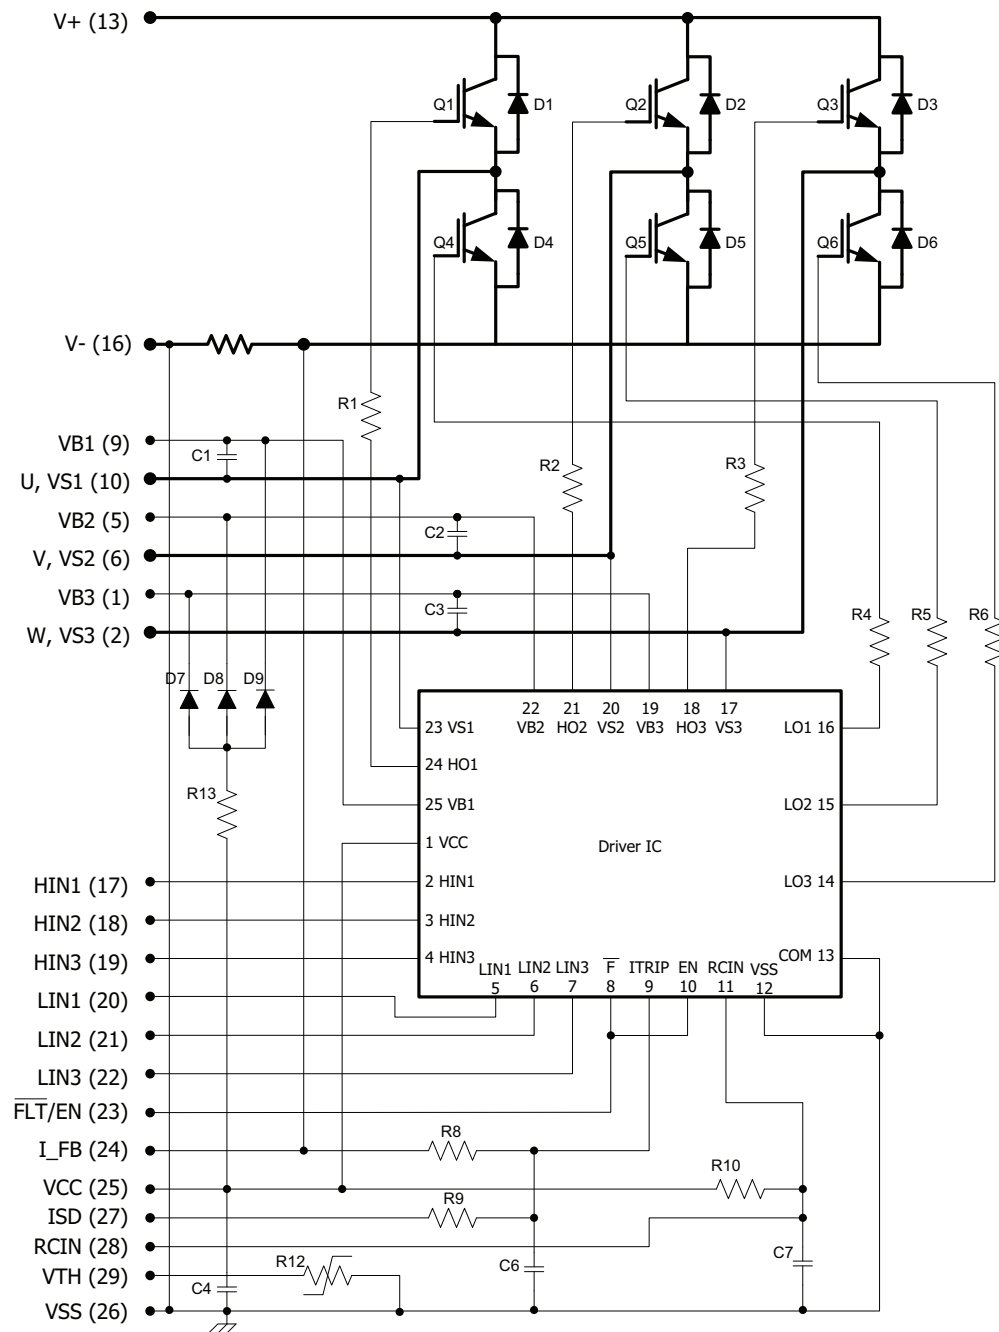 V+ (13)
Q1
D1
Q2
D2
Q3
D3
Q4
D4
Q5
D5
Q6
D6
V- (16)
R1
VB1 (9)
C1
R2
R3
U, VS1 (10)
VB2 (5)
C2
V, VS2 (6)
VB3 (1)
C3
R4
R5
R6
W, VS3 (2)
D7
D8
D9
22
21
20
19
18
17
VB2
HO2
VS2
VB3
HO3
VS3
23 VS1
LO1 16
24 HO1
R13
25 VB1
LO2 15
1 VCC
Driver IC
HIN1 (17)
2 HIN1
LO3 14
HIN2 (18)
3 HIN2
HIN3 (19)
4 HIN3
COM 13
LIN1
LIN2
LIN3
F
ITRIP
EN
RCIN
VSS
5
6
7
8
9
10
11
12
LIN1 (20)
LIN2 (21)
LIN3 (22)
FLT/EN (23)
I_FB (24)
R8
VCC (25)
R10
ISD (27)
R9
RCIN (28)
R12
C6
C7
VTH (29)
C4
VSS (26)